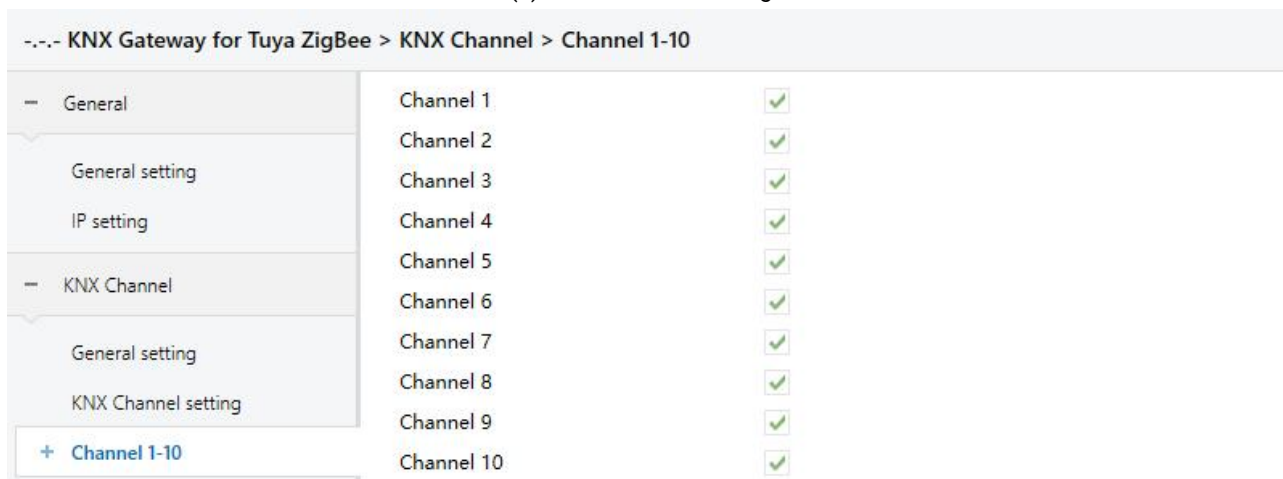 -.-.- KNX Gateway for Tuya ZigBee > KNX Channel > Channel 1-10
General
General setting
IP setting
KNX Channel
General setting
KNX Channel setting
Channel 1-10
Channel 1
Channel 2
Channel 3
Channel 4
Channel 5
Channel 6
Channel 7
Channel 8
Channel 9
Channel 10